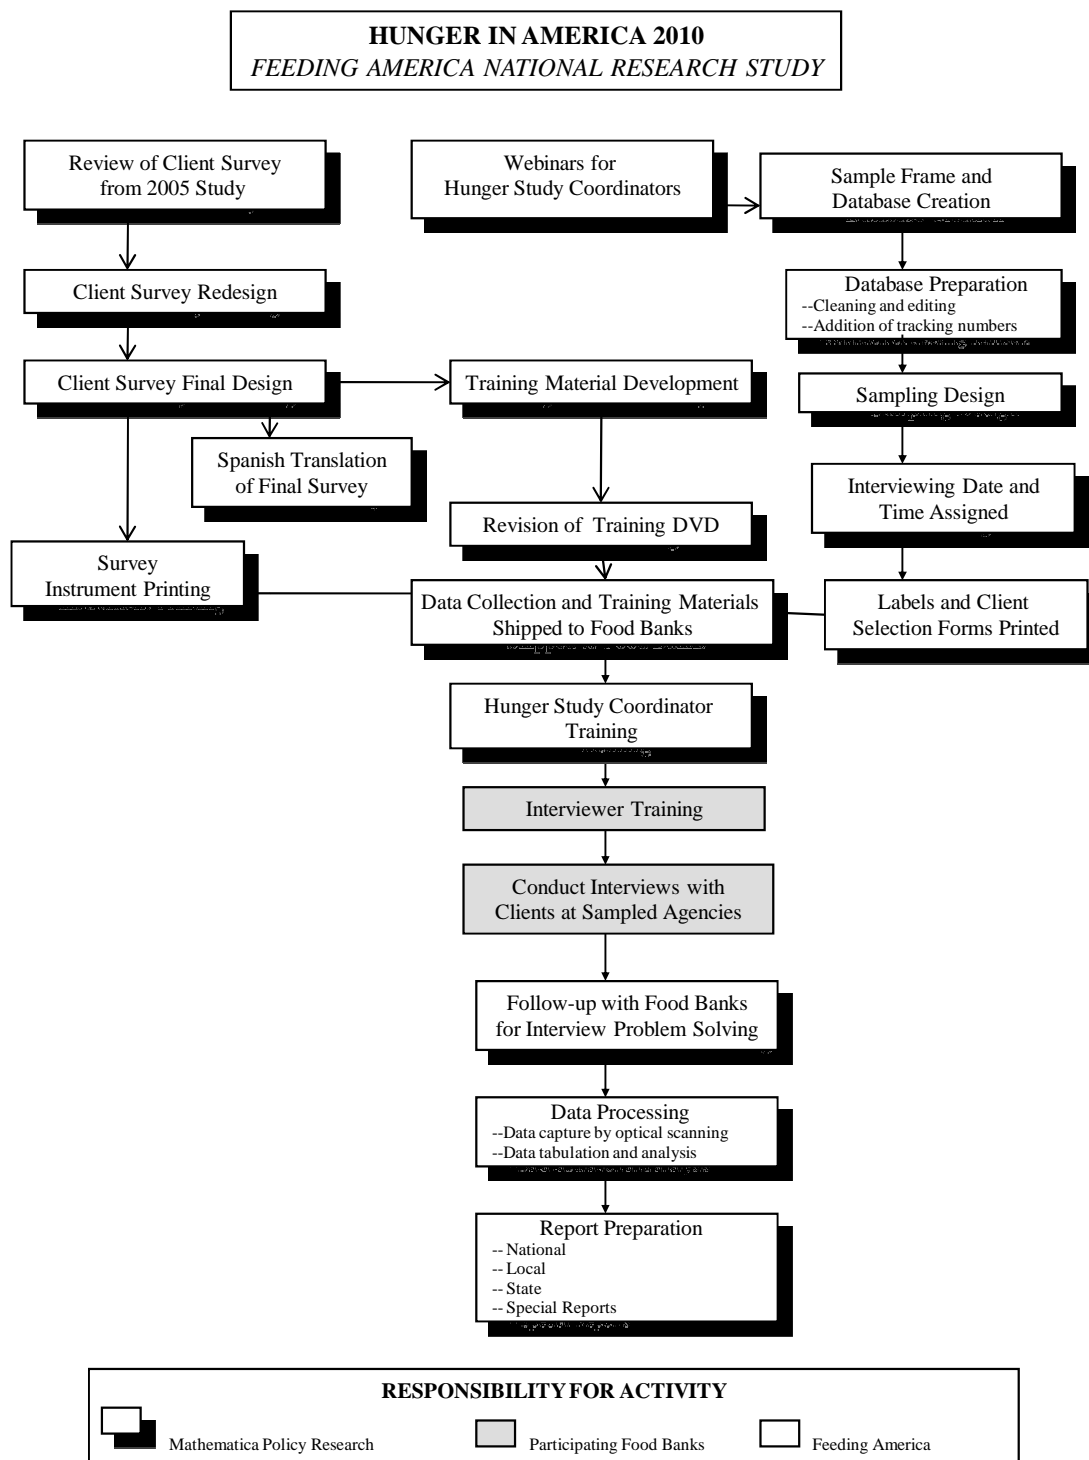 HUNGER IN AMERICA 2010
FEEDING AMERICA NATIONAL RESEARCH STUDY
Review of Client Survey
from 2005 Study
Webinars for
Hunger Study Coordinators
Sample Frame and
Database Creation
Client Survey Redesign
Database Preparation
--Cleaning and editing
--Addition of tracking numbers
Client Survey Final Design
Training Material Development
Sampling Design
Spanish Translation
of Final Survey
Interviewing Date and
Time Assigned
Revision of Training DVD
Survey
Instrument Printing
Data Collection and Training Materials
Shipped to Food Banks
Labels and Client
Selection Forms Printed
Hunger Study Coordinator
Training
Interviewer Training
Conduct Interviews with
Clients at Sampled Agencies
Follow-up with Food Banks
for Interview Problem Solving
Data Processing
--Data capture by optical scanning
--Data tabulation and analysis
Report Preparation
-- National
-- Local
-- State
-- Special Reports
RESPONSIBILITY FOR ACTIVITY
Mathematica Policy Research
Participating Food Banks
Feeding America